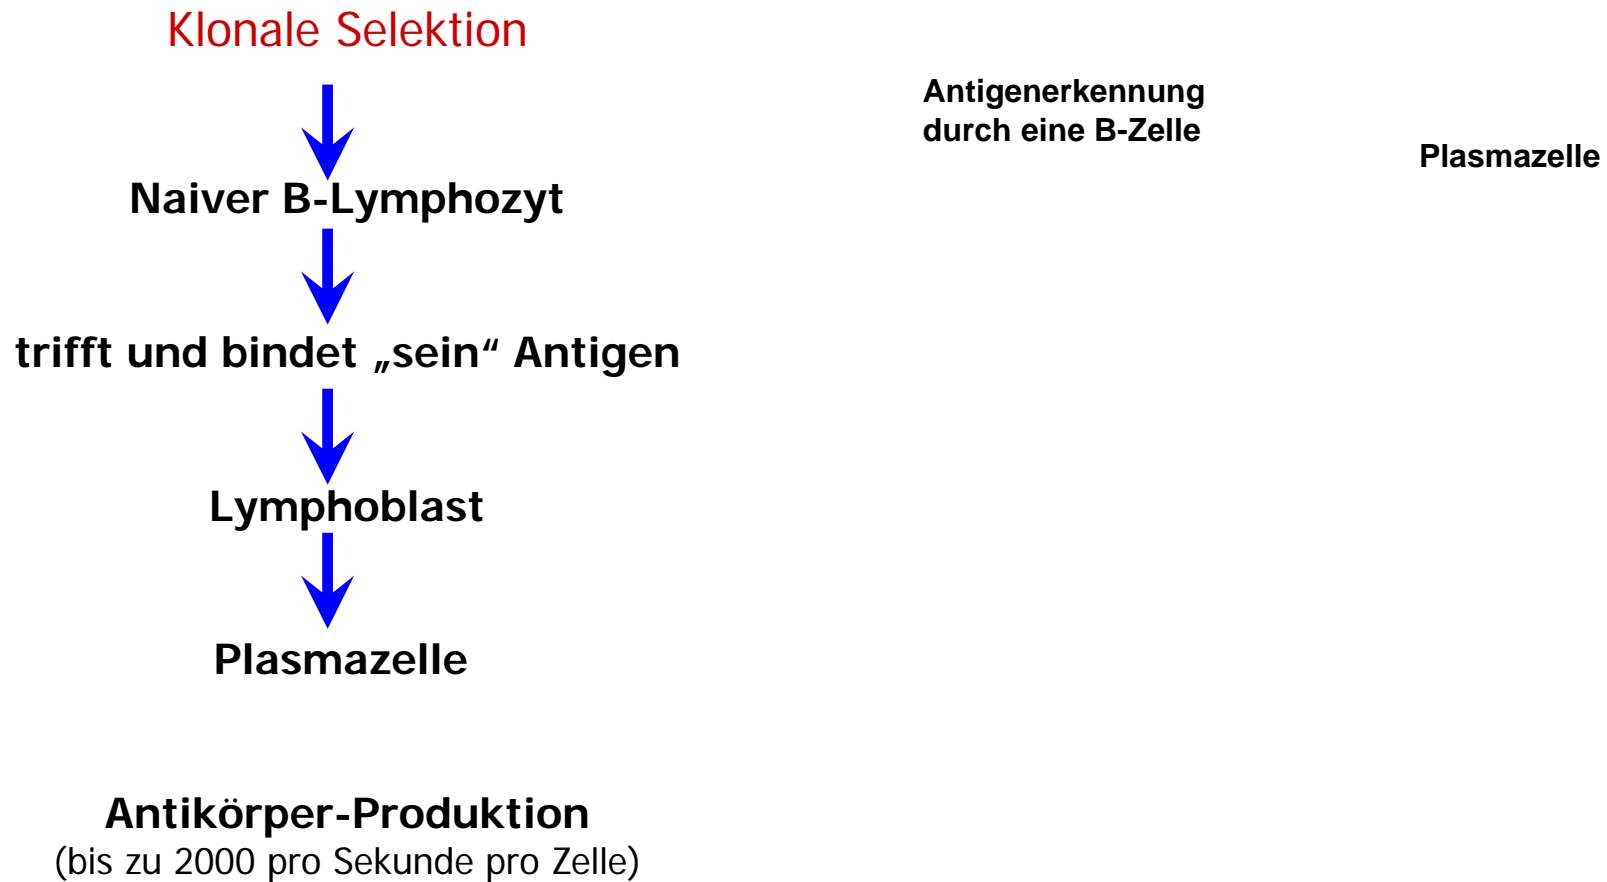 Klonale Selektion
Naiver B-Lymphozyt
trifft und bindet „sein“ Antigen
Lymphoblast
Plasmazelle
Antikörper-Produktion
(bis zu 2000 pro Sekunde pro Zelle)
Antigenerkennung
durch eine B-Zelle
Plasmazelle